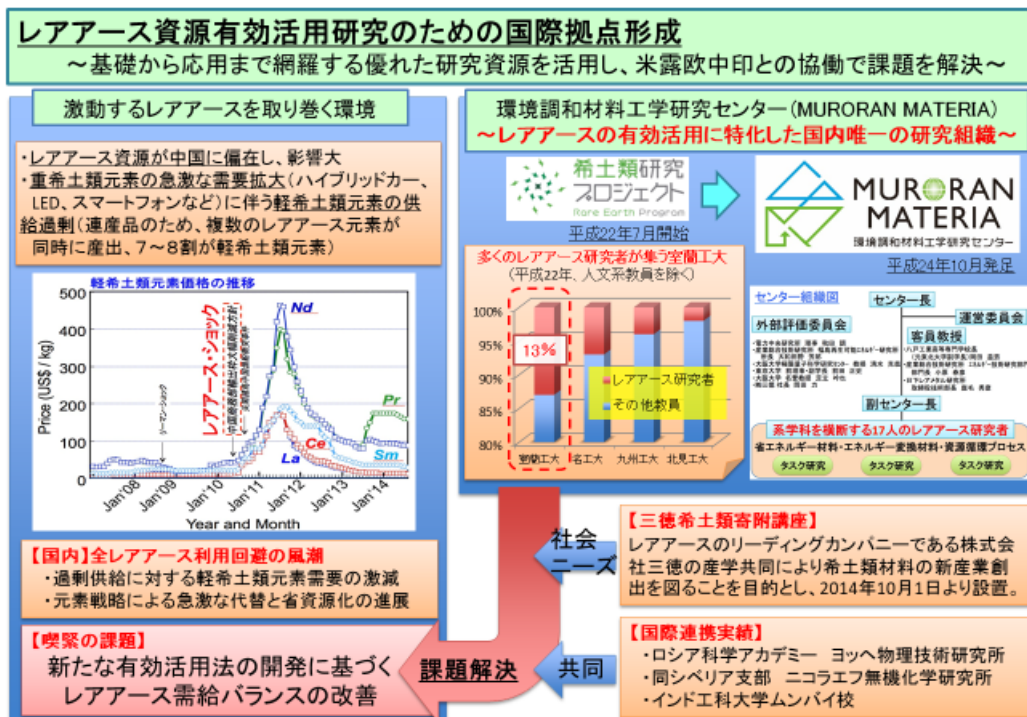 レアアース資源有効活用研究のための国際拠点形成
～基礎から応用まで網羅する優れた研究資源を活用し、米露欧中印との協働で課題を解決～
激動するレアアースを取り巻く環境
・レアアース資源が中国に偏在し、影響大
・重希土類元素の急激な需要拡大（ハイブリッドカー、
LED、スマートフォンなど）に伴う軽希土類元素の供
給過剰（連産品のため、複数のレアアース元素が
同時に産出、7～8割が軽希土類元素）
軽希土類元素価格の推移
Price (US$ / kg)
500
400
300
200
100
0
リーマン・ショック
レアアース・ショック
Nd
Pr
Ce
Sm
La
Jan'08
Jan'09
Jan'10
Jan'11
Jan'12
Jan'13
Jan'14
Year and Month
【国内】全レアアース利用回避の風潮
・過剰供給に対する軽希土類元素需要の激減
・元素戦略による急激な代替と省資源化の進展
【喫緊の課題】
新たな有効活用法の開発に基づく
レアアース需給バランスの改善
環境調和材料工学研究センター（MURORAN MATERIA）
～レアアースの有効活用に特化した国内唯一の研究組織～
希土類研究
プロジェクト
Rare Earth Program
平成22年7月開始
MURORAN
MATERIA
環境調和材料工学研究センター
平成24年10月発足
多くのレアアース研究者が集う室蘭工大
（平成22年、人文系教員を除く）
100%
95%
90%
85%
80%
13%
レアアース研究者
その他教員
室蘭工大
名工大
九州工大
北見工大
センター組織図
センター長
運営委員会
外部評価委員会
客員教授
副センター長
系学科を横断する17人のレアアース研究者
省エネルギー材料・エネルギー変換材料・資源循環プロセス
タスク研究
タスク研究
タスク研究
社会
ニーズ
【三徳希土類寄附講座】
レアアースのリーディングカンパニーである株式会
社三徳の産学共同により希土類材料の新産業創
出を図ることを目的とし、2014年10月1日より設置。
課題解決
共同
【国際連携実績】
・ロシア科学アカデミー　ヨッヘ物理技術研究所
・同シベリア支部　ニコラエフ無機化学研究所
・インド工科大学ムンバイ校